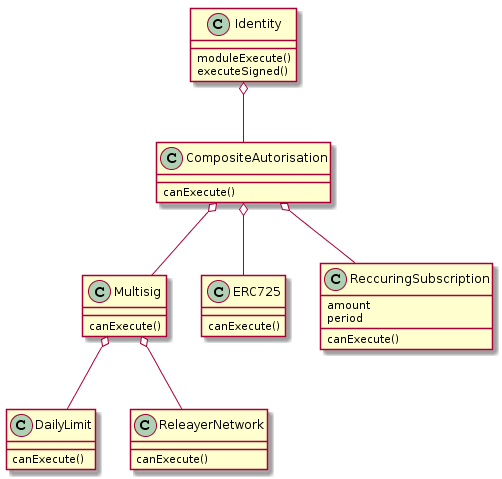 C Identity
moduleExecute()
executeSigned()
C CompositeAutorisation
canExecute()
C Multisig
canExecute()
C ERC725
canExecute()
C ReccuringSubscription
amount
period
canExecute()
C DailyLimit
canExecute()
C ReleayerNetwork
canExecute()